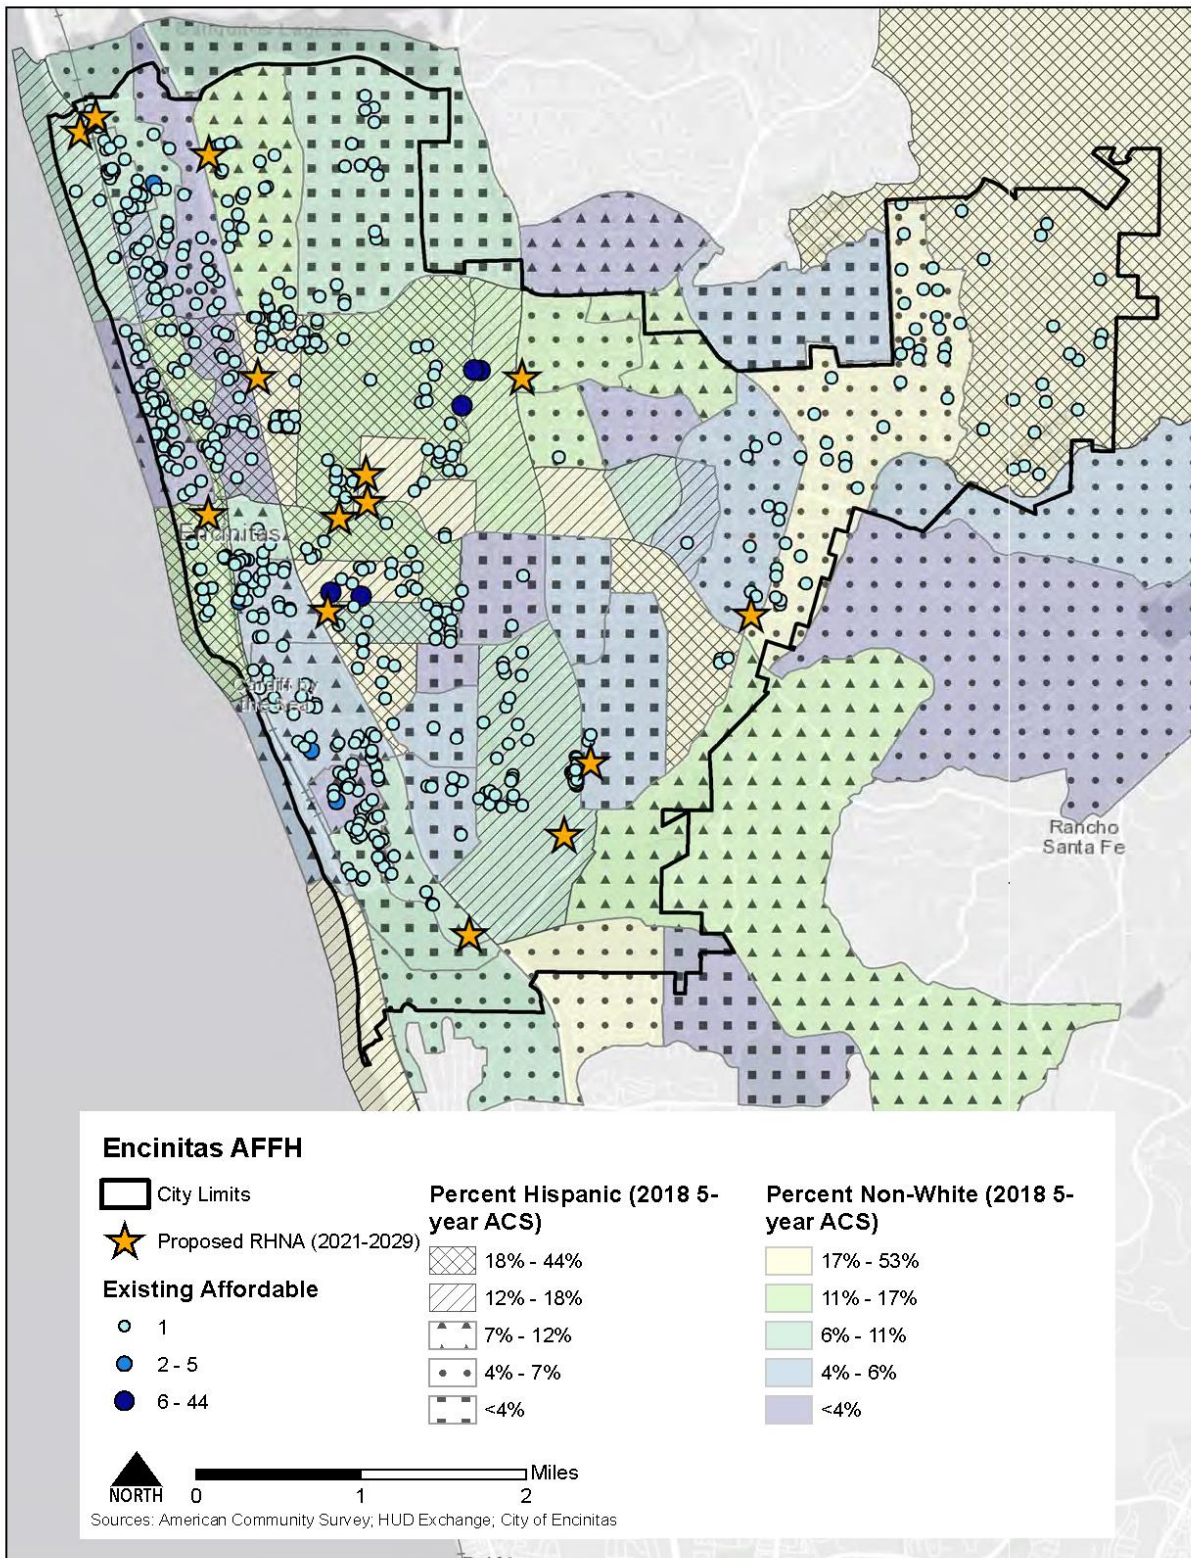 Batiquitos Lagoon
Encinitas
Cardiff by
the Sea
Rancho
Santa Fe
Encinitas AFFH
City Limits
Proposed RHNA (2021-2029)
Existing Affordable
1
2 - 5
6 - 44
Percent Hispanic (2018 5-
year ACS)
18% - 44%
12% - 18%
7% - 12%
4% - 7%
<4%
Percent Non-White (2018 5-
year ACS)
17% - 53%
11% - 17%
6% - 11%
4% - 6%
<4%
NORTH
0 1 2 Miles
Sources: American Community Survey; HUD Exchange; City of Encinitas